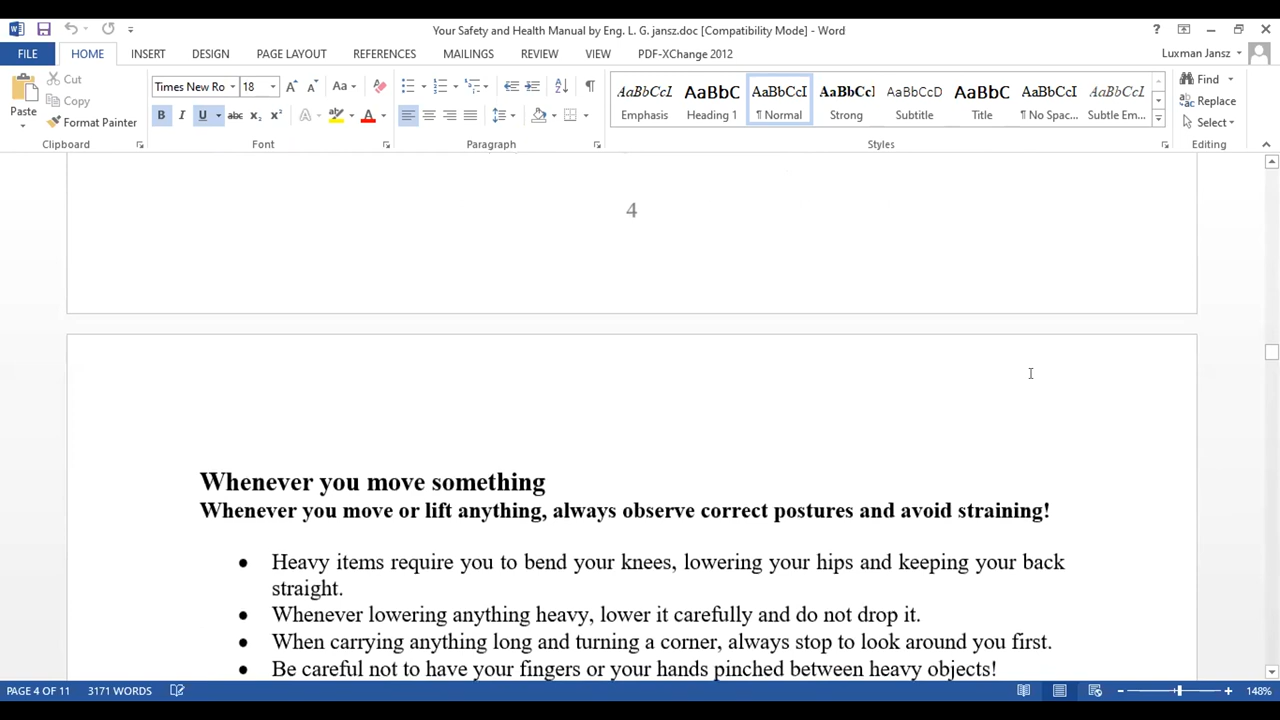 Your Safety and Health Manual by Eng. L. G. jansz.doc [Compatibility Mode] - Word
FILE HOME INSERT DESIGN PAGE LAYOUT REFERENCES MAILINGS REVIEW VIEW PDF-XChange 2012 Luxman Jansz
Paste
Cut
Copy
Format Painter
Clipboard
Times New Ro 18
Font
Paragraph
AaBbCcL AaBbC AaBbCcI AaBbCcI AaBbCcD AaBbC AaBbCcI AaBbCcL
Emphasis Heading 1 ¶ Normal Strong Subtitle Title ¶ No Spac... Subtle Em...
Styles
Find
Replace
Select
Editing
4
Whenever you move something
Whenever you move or lift anything, always observe correct postures and avoid straining!
• Heavy items require you to bend your knees, lowering your hips and keeping your back
straight.
• Whenever lowering anything heavy, lower it carefully and do not drop it.
• When carrying anything long and turning a corner, always stop to look around you first.
• Be careful not to have your fingers or your hands pinched between heavy objects!
PAGE 4 OF 11 3171 WORDS 148%